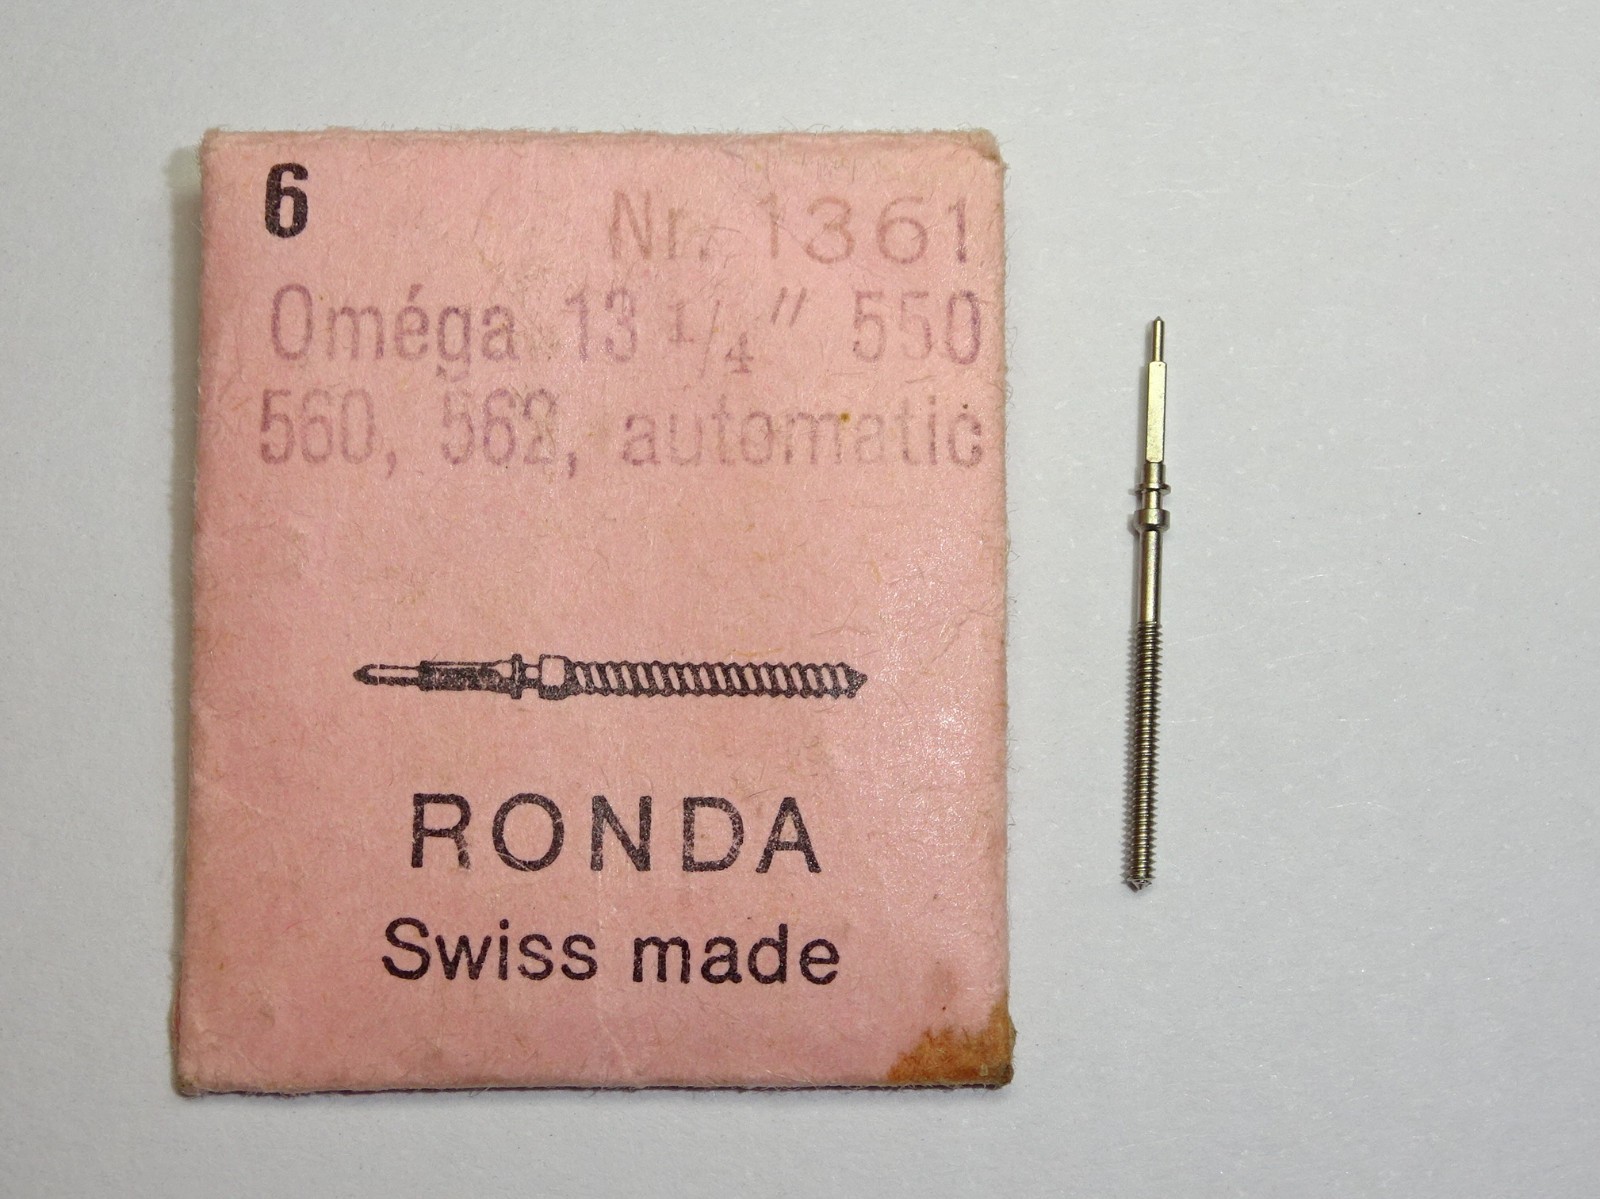 6
Nr. 1361
Oméga 13 1/4" 550
560, 562, automatic
RONDA
Swiss made